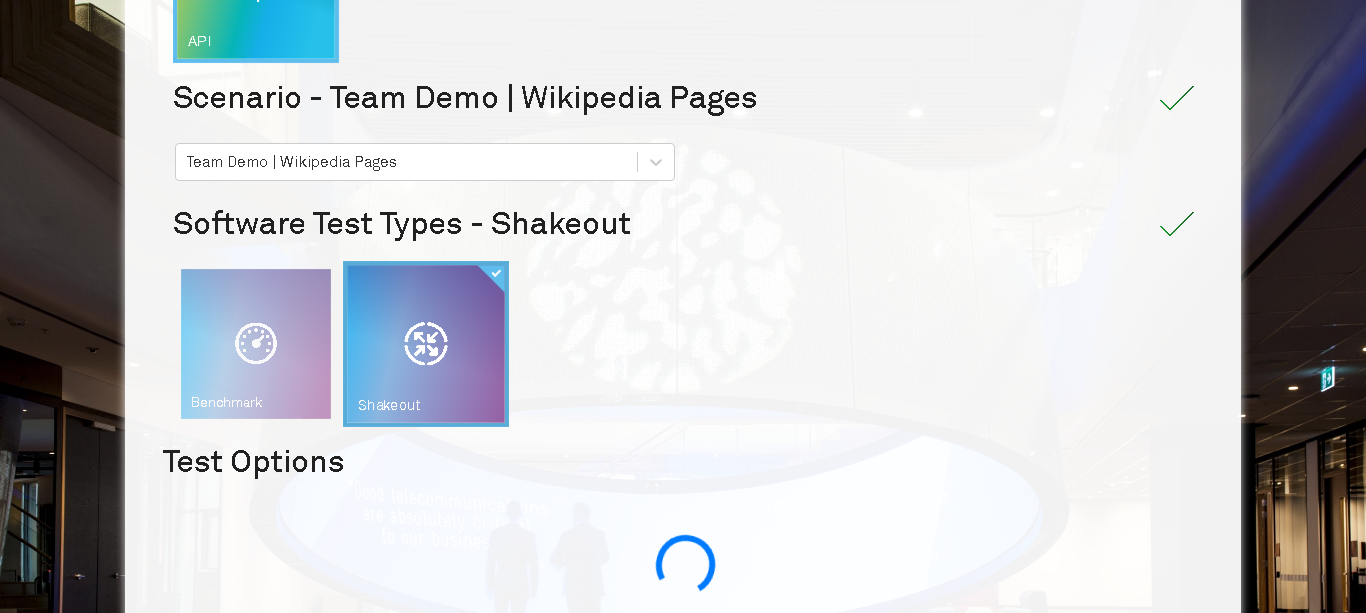 API
Scenario - Team Demo | Wikipedia Pages
Team Demo | Wikipedia Pages
Software Test Types - Shakeout
Benchmark
Shakeout
Test Options
"Good telecommunications
are absolutely
to our business